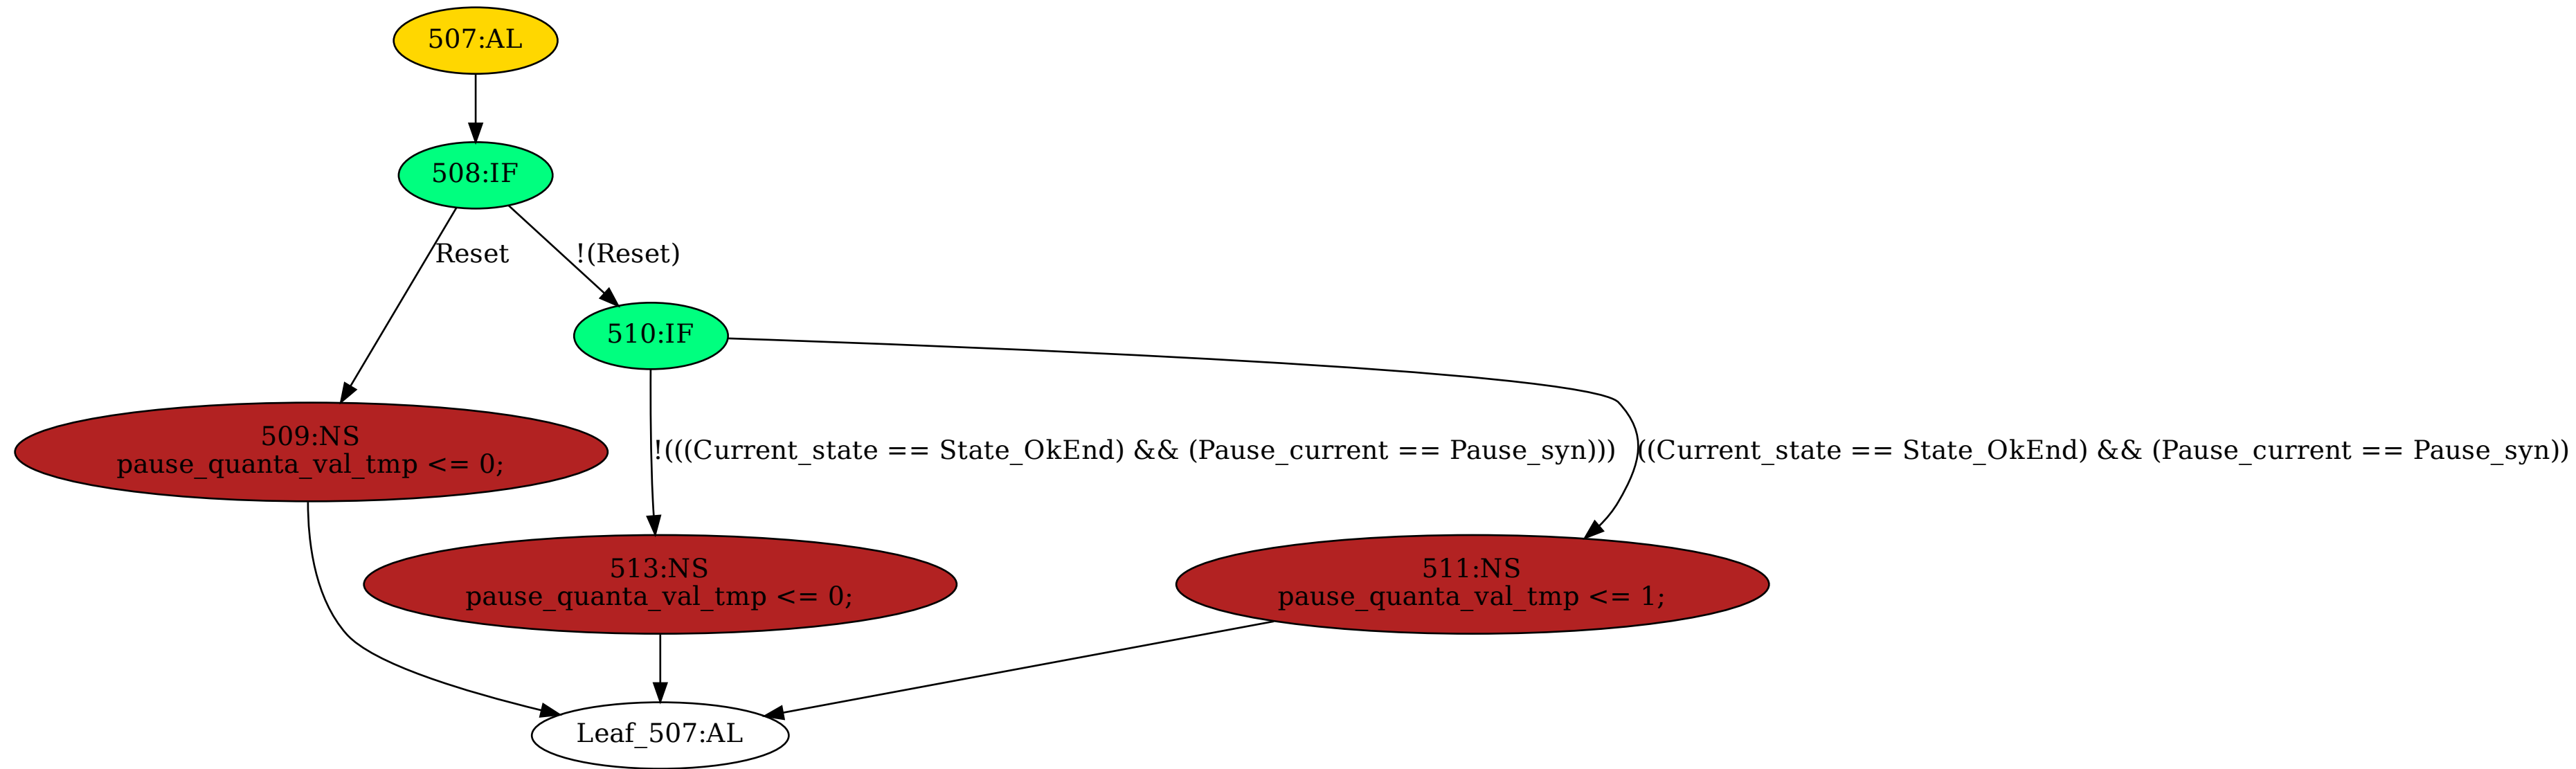 507:AL
508:IF
Reset
!(Reset)
510:IF
509:NS
pause_quanta_val_tmp <= 0;
!(((Current_state == State_OkEnd) && (Pause_current == Pause_syn)))
((Current_state == State_OkEnd) && (Pause_current == Pause_syn))
513:NS
pause_quanta_val_tmp <= 0;
511:NS
pause_quanta_val_tmp <= 1;
Leaf_507:AL